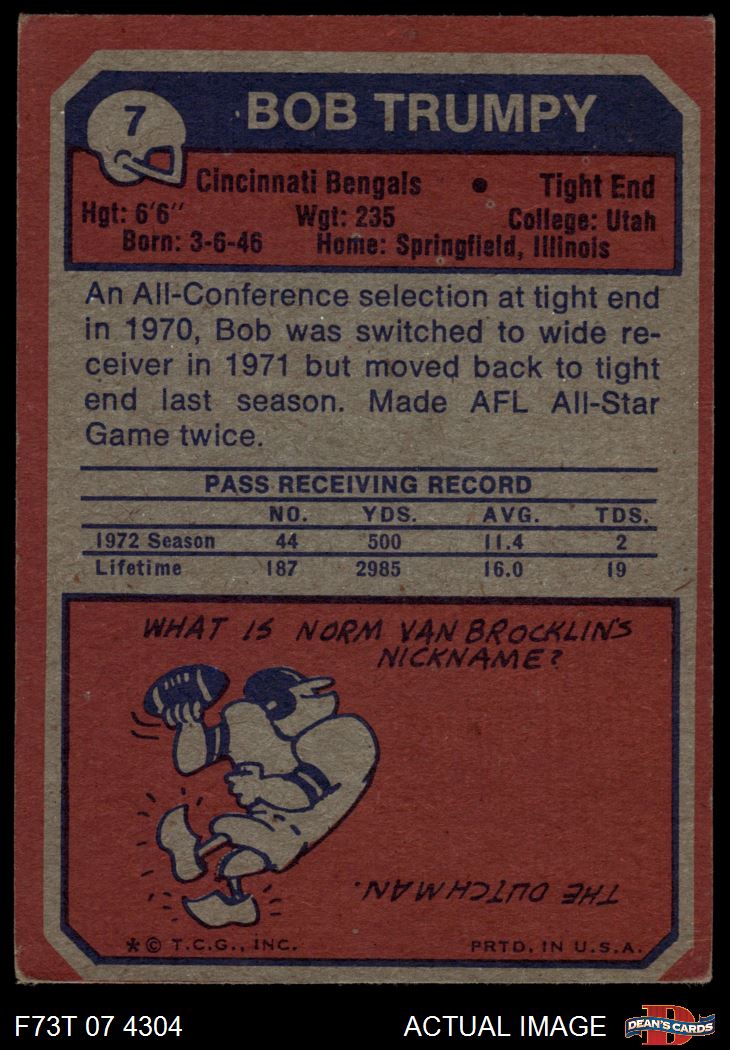 7
BOB TRUMPY
Cincinnati Bengals • Tight End
Hgt: 6'6" Wgt: 235 College: Utah
Born: 3-6-46 Home: Springfield, Illinois
An All-Conference selection at tight end
in 1970, Bob was switched to wide re-
ceiver in 1971 but moved back to tight
end last season. Made AFL All-Star
Game twice.
PASS RECEIVING RECORD
NO. YDS. AVG. TDS.
1972 Season 44 500 11.4 2
Lifetime 187 2985 16.0 19
WHAT IS NORM VAN BROCKLIN'S
NICKNAME?
THE DUTCHMAN.
* © T.C.G., INC. PRTD. IN U.S.A.
F73T 07 4304 ACTUAL IMAGE
D
DEAN'S CARDS